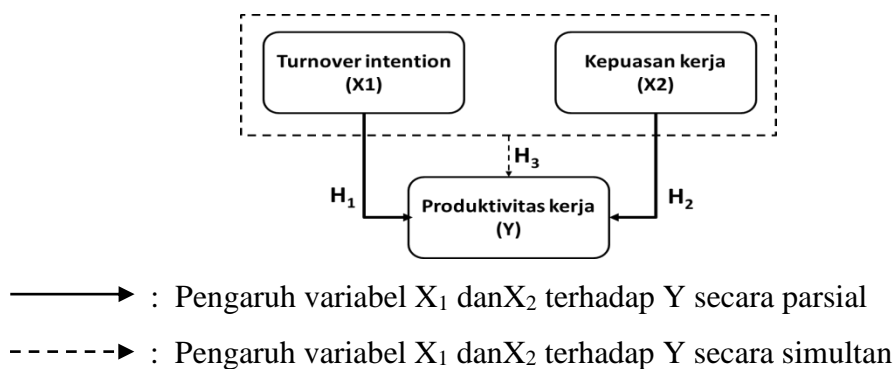 Turnover intention
(X1)
Kepuasan kerja
(X2)
H₃
H₁
Produktivitas kerja
(Y)
H₂
: Pengaruh variabel X₁ danX₂ terhadap Y secara parsial
: Pengaruh variabel X₁ danX₂ terhadap Y secara simultan